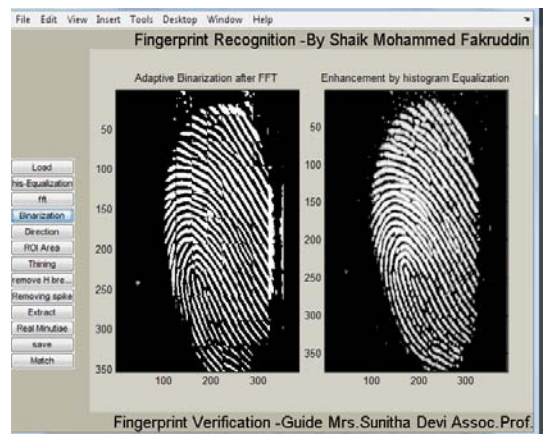 File Edit View Insert Tools Desktop Window Help
Fingerprint Recognition -By Shaik Mohammed Fakruddin
Adaptive Binarization after FFT
Enhancement by histogram Equalization
50
100
150
200
250
300
350
100 200 300
50
100
150
200
250
300
350
100 200 300
Load
his-Equalization
fft
Binarization
Direction
ROI Area
Thining
remove H bre...
Removing spike
Extract
Real Minutiae
save
Match
Fingerprint Verification -Guide Mrs.Sunitha Devi Assoc.Prof.